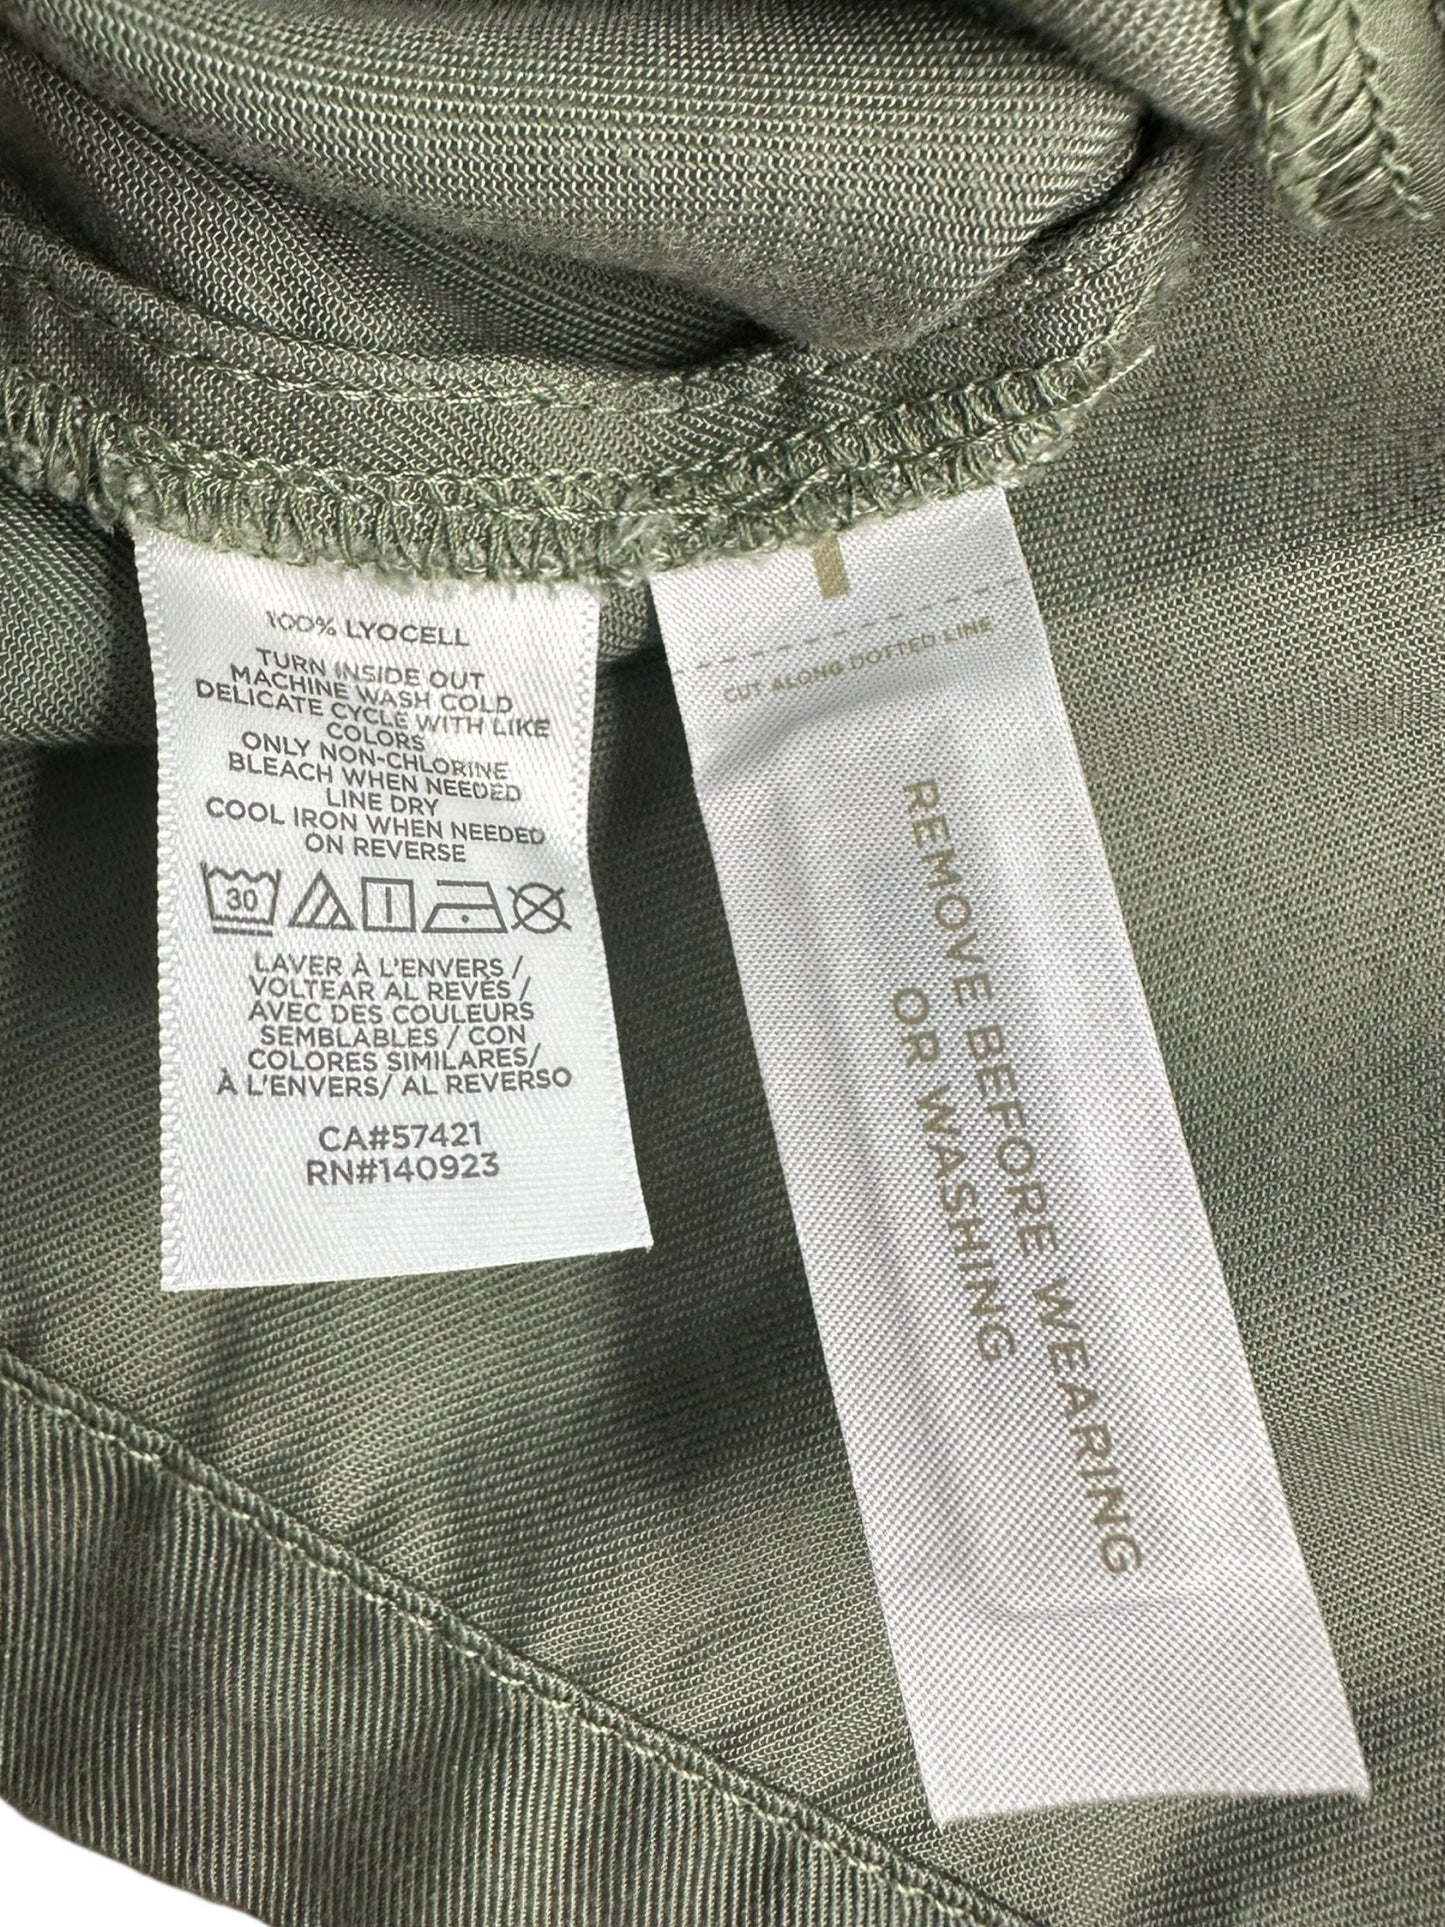 100% LYOCELL
TURN INSIDE OUT
MACHINE WASH COLD
DELICATE CYCLE WITH LIKE
COLORS
ONLY NON-CHLORINE
BLEACH WHEN NEEDED
LINE DRY
COOL IRON WHEN NEEDED
ON REVERSE
30
LAVER À L'ENVERS /
VOLTEAR AL REVÉS /
AVEC DES COULEURS
SEMBLABLES / CON
COLORES SIMILARES/
À L'ENVERS/ AL REVERSO
CA#57421
RN#140923
CUT ALONG DOTTED LINE
REMOVE BEFORE WEARING
OR WASHING